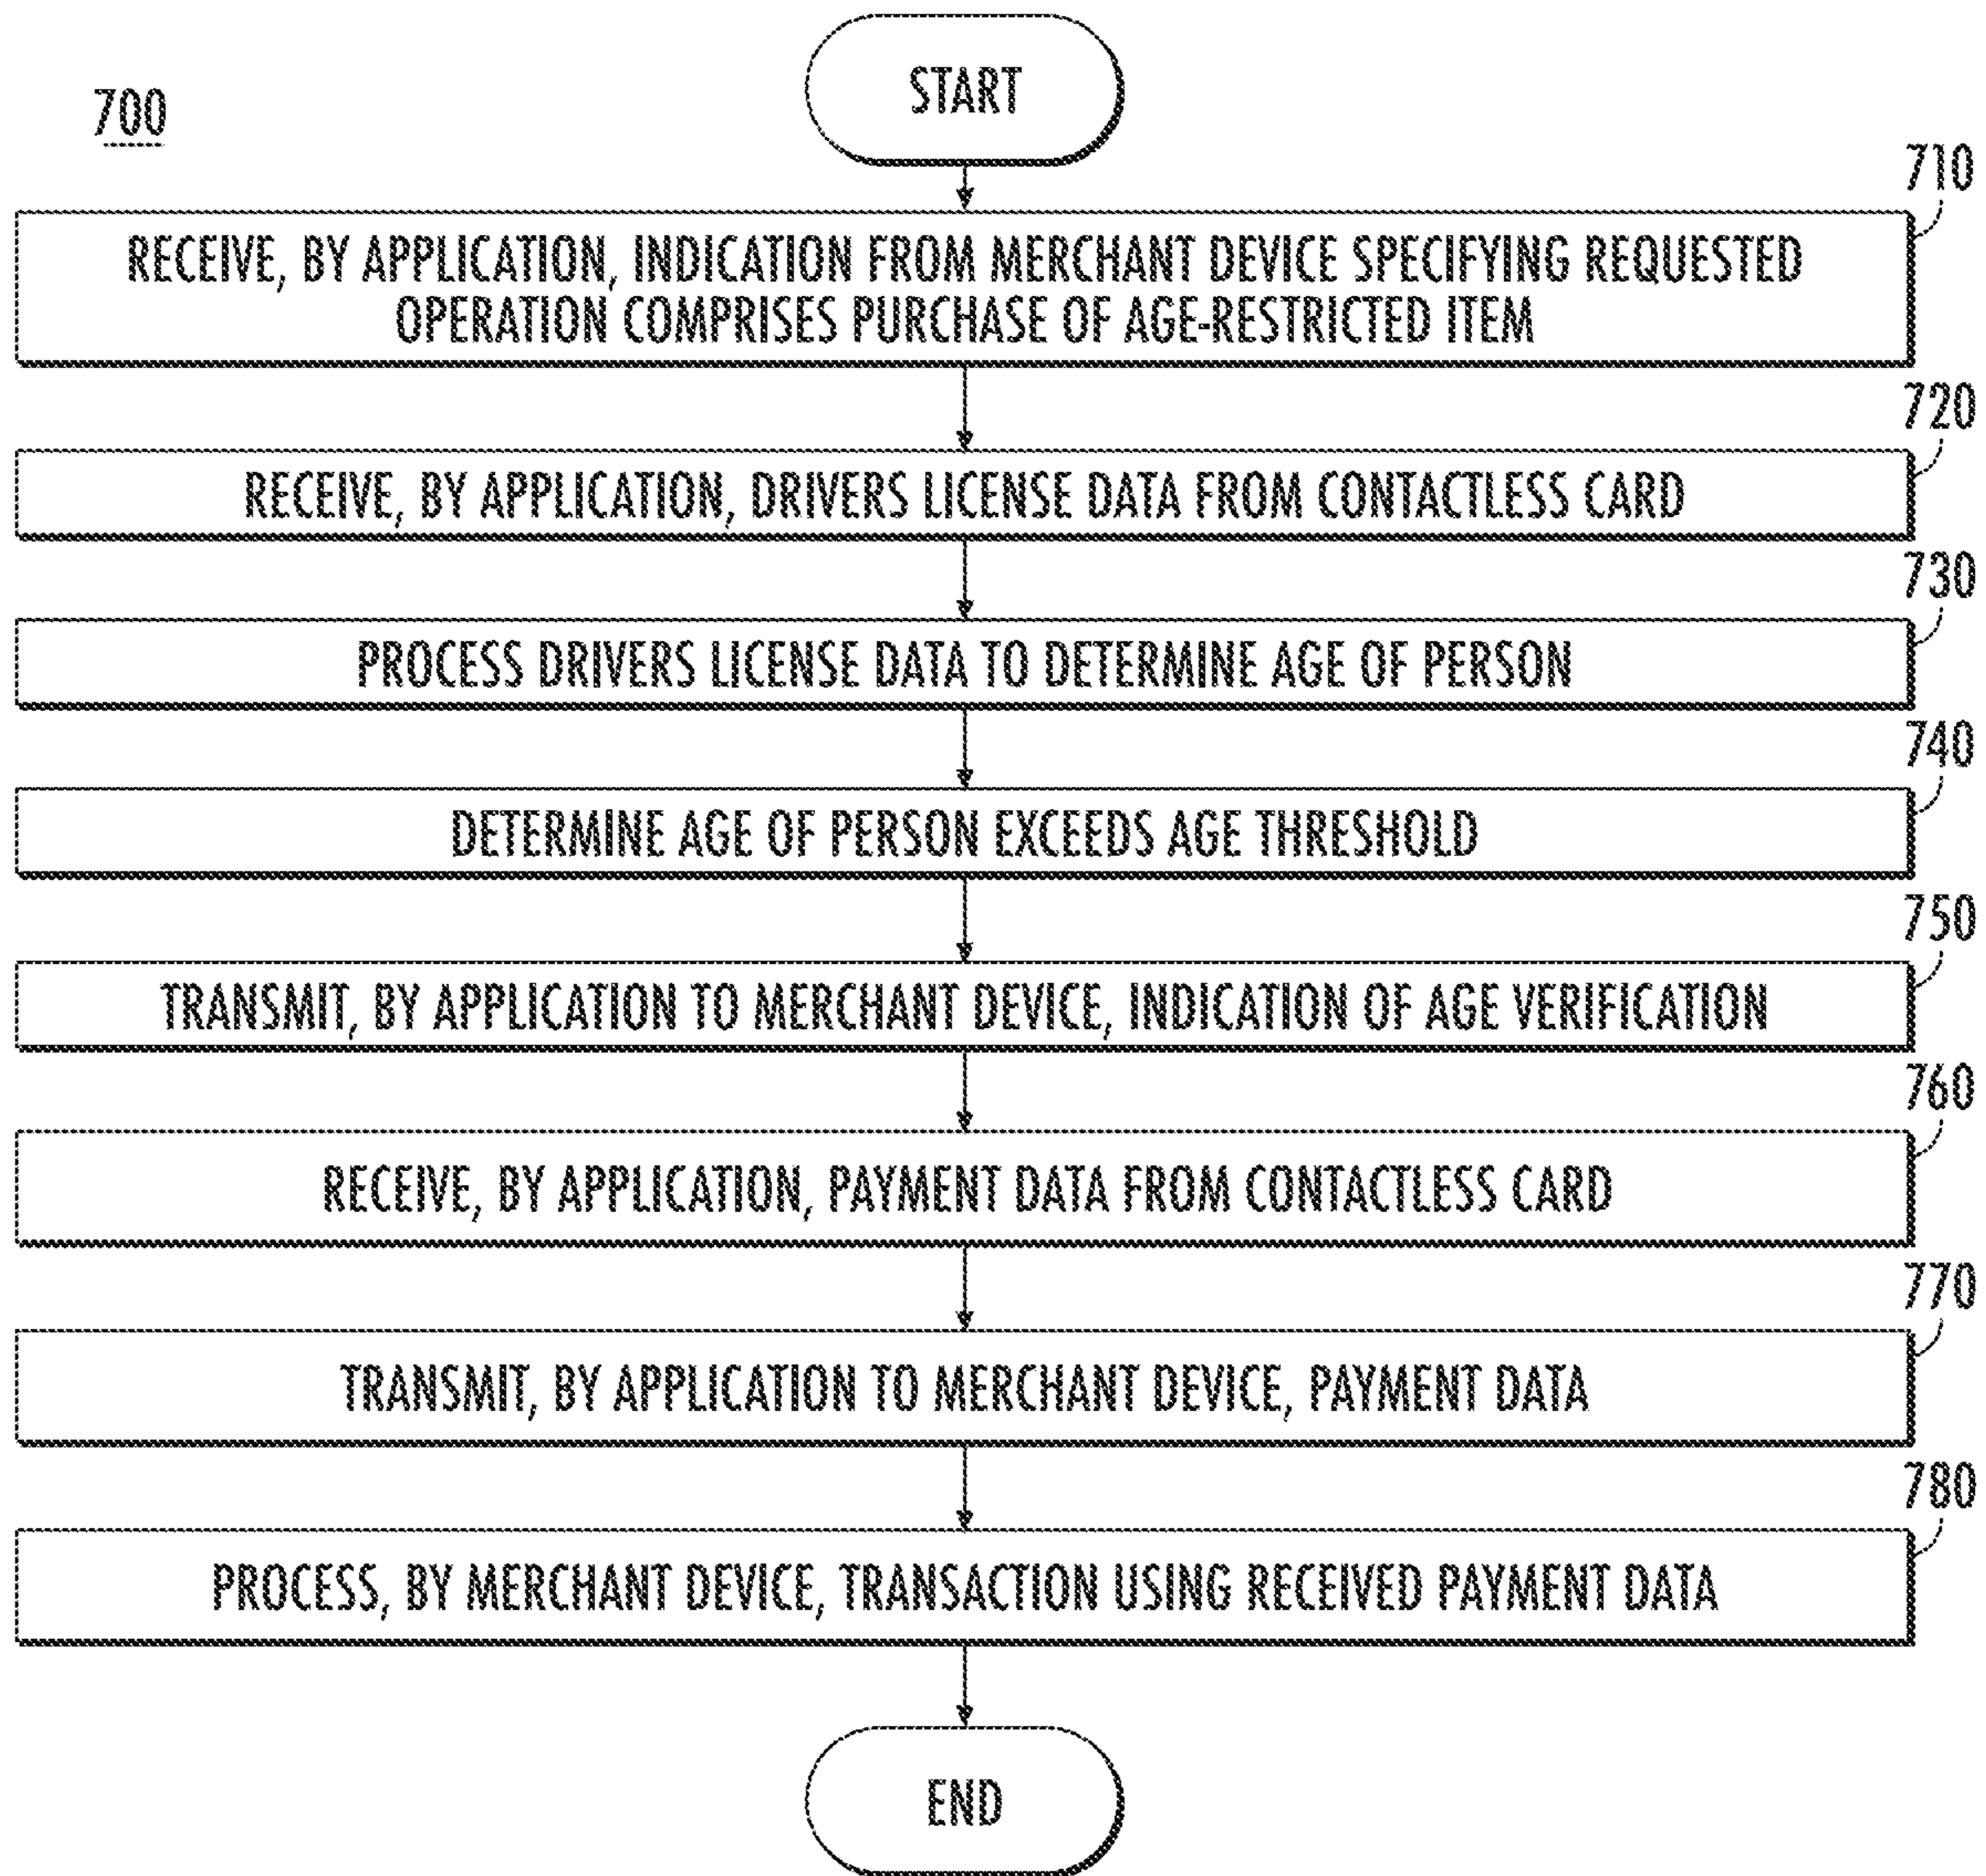 700
START
710
RECEIVE, BY APPLICATION, INDICATION FROM MERCHANT DEVICE SPECIFYING REQUESTED
OPERATION COMPRISES PURCHASE OF AGE-RESTRICTED ITEM
720
RECEIVE, BY APPLICATION, DRIVERS LICENSE DATA FROM CONTACTLESS CARD
730
PROCESS DRIVERS LICENSE DATA TO DETERMINE AGE OF PERSON
740
DETERMINE AGE OF PERSON EXCEEDS AGE THRESHOLD
750
TRANSMIT, BY APPLICATION TO MERCHANT DEVICE, INDICATION OF AGE VERIFICATION
760
RECEIVE, BY APPLICATION, PAYMENT DATA FROM CONTACTLESS CARD
770
TRANSMIT, BY APPLICATION TO MERCHANT DEVICE, PAYMENT DATA
780
PROCESS, BY MERCHANT DEVICE, TRANSACTION USING RECEIVED PAYMENT DATA
END